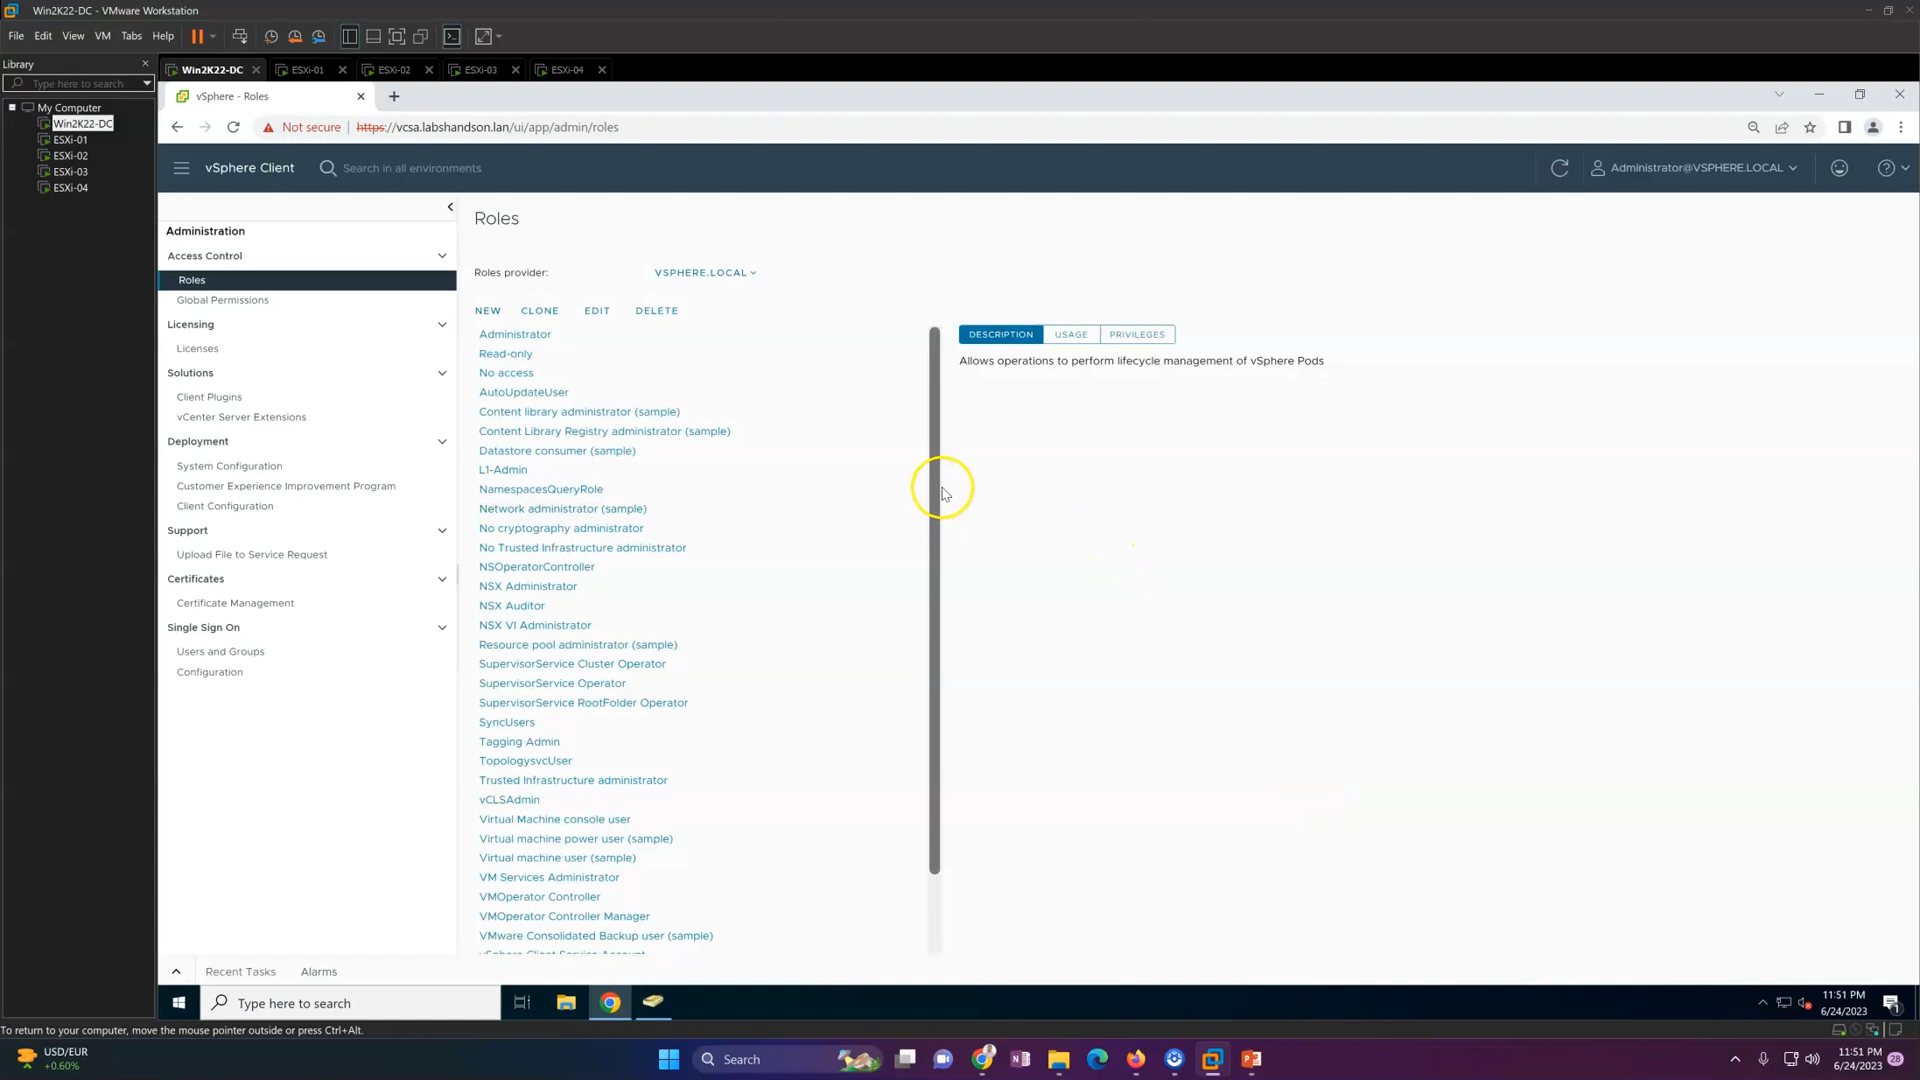 Win2K22-DC - VMware Workstation
File Edit View VM Tabs Help
Library
Type here to search
My Computer
Win2K22-DC
ESXi-01
ESXi-02
ESXi-03
ESXi-04
Win2K22-DC ESXi-01 ESXi-02 ESXi-03 ESXi-04
vSphere - Roles
Not secure https://vcsa.labshandson.lan/ui/app/admin/roles
vSphere Client Search in all environments Administrator@VSPHERE.LOCAL
Administration
Access Control
Roles
Global Permissions
Licensing
Licenses
Solutions
Client Plugins
vCenter Server Extensions
Deployment
System Configuration
Customer Experience Improvement Program
Client Configuration
Support
Upload File to Service Request
Certificates
Certificate Management
Single Sign On
Users and Groups
Configuration
Roles
Roles provider: VSPHERE.LOCAL
NEW CLONE EDIT DELETE
Administrator
Read-only
No access
AutoUpdateUser
Content library administrator (sample)
Content Library Registry administrator (sample)
Datastore consumer (sample)
L1-Admin
NamespacesQueryRole
Network administrator (sample)
No cryptography administrator
No Trusted Infrastructure administrator
NSOperatorController
NSX Administrator
NSX Auditor
NSX VI Administrator
Resource pool administrator (sample)
SupervisorService Cluster Operator
SupervisorService Operator
SupervisorService RootFolder Operator
SyncUsers
Tagging Admin
TopologysvcUser
Trusted Infrastructure administrator
vCLSAdmin
Virtual Machine console user
Virtual machine power user (sample)
Virtual machine user (sample)
VM Services Administrator
VMOperator Controller
VMOperator Controller Manager
VMware Consolidated Backup user (sample)
vSphere Client Service Account
DESCRIPTION USAGE PRIVILEGES
Allows operations to perform lifecycle management of vSphere Pods
Recent Tasks Alarms
Type here to search
11:51 PM
6/24/2023
1
To return to your computer, move the mouse pointer outside or press Ctrl+Alt.
USD/EUR
+0.60%
Search
11:51 PM
6/24/2023
28